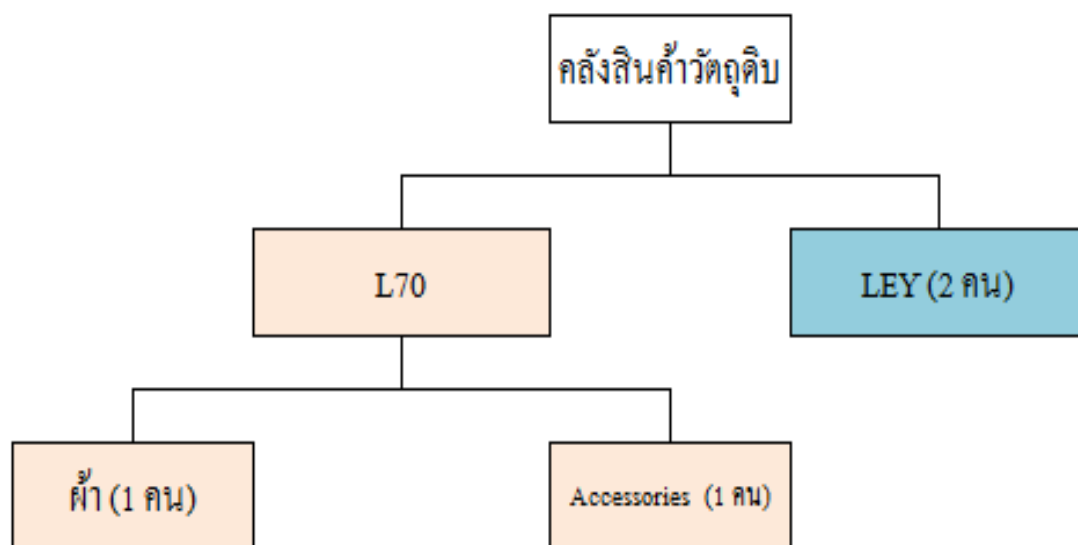 คลังสินค้าวัตถุดิบ
L70
LEY (2 คน)
ผ้า (1 คน)
Accessories (1 คน)